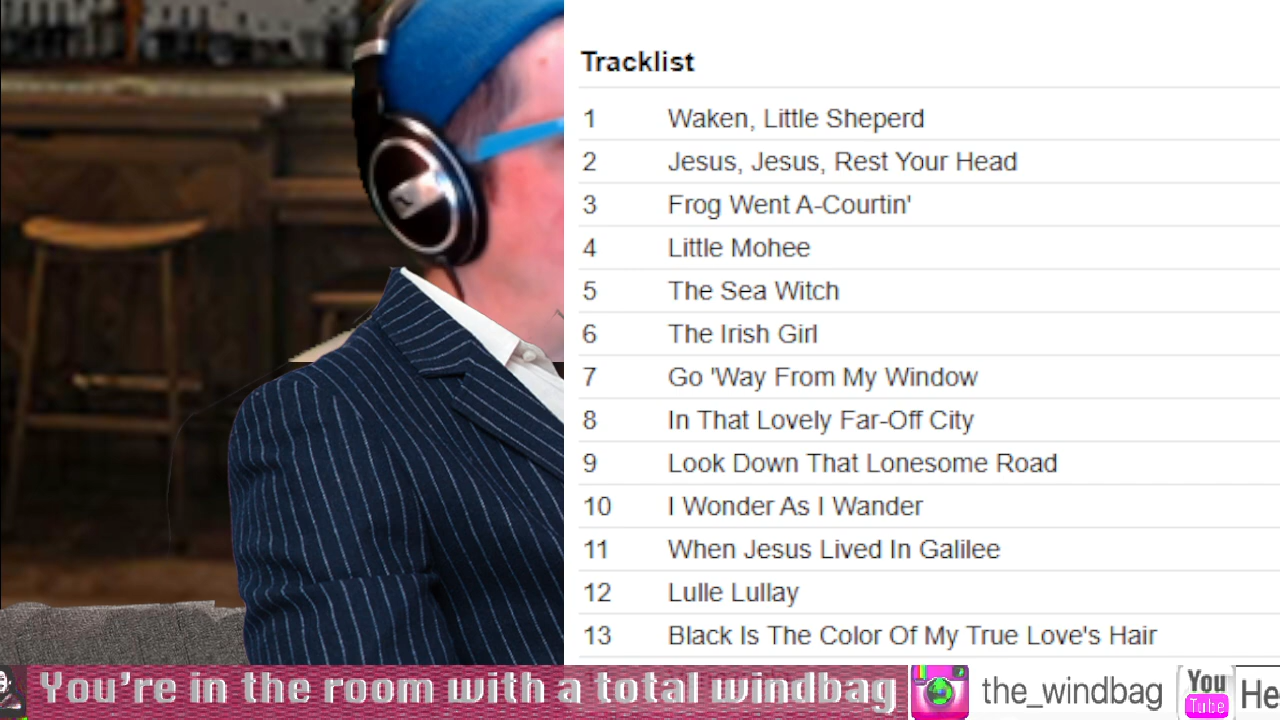 Tracklist
1 Waken, Little Sheperd
2 Jesus, Jesus, Rest Your Head
3 Frog Went A-Courtin'
4 Little Mohee
5 The Sea Witch
6 The Irish Girl
7 Go 'Way From My Window
8 In That Lovely Far-Off City
9 Look Down That Lonesome Road
10 I Wonder As I Wander
11 When Jesus Lived In Galilee
12 Lulle Lullay
13 Black Is The Color Of My True Love's Hair
You're in the room with a total windbag the_windbag You Tube He